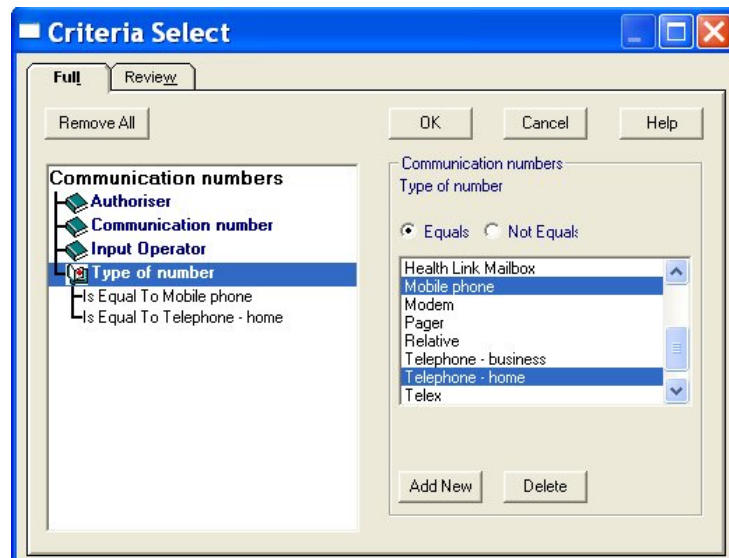 Criteria Select
Full Review
Remove All OK Cancel Help
Communication numbers
Authoriser
Communication number
Input Operator
Type of number
Is Equal To Mobile phone
Is Equal To Telephone - home
Communication numbers
Type of number
Equals Not Equals
Health Link Mailbox
Mobile phone
Modem
Pager
Relative
Telephone - business
Telephone - home
Telex
Add New Delete